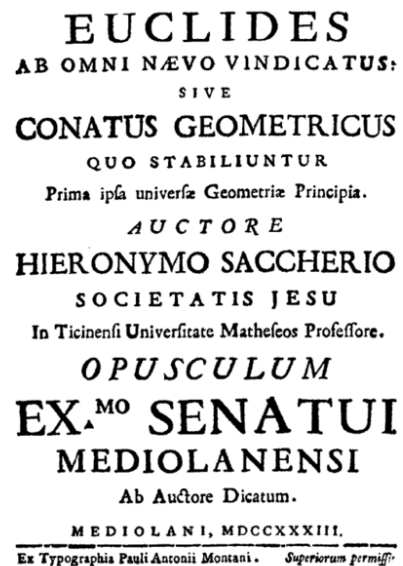 EUCLIDES
AB OMNI NÆVO VINDICATUS:
SIVE
CONATUS GEOMETRICUS
QUO STABILIUNTUR
Prima ipſa univerſæ Geometriæ Principia.
AUCTORE
HIERONYMO SACCHERIO
SOCIETATIS JESU
In Ticinenſi Univerſitate Matheſeos Profeſſore.
OPUSCULUM
EX.MO SENATUI
MEDIOLANENSI
Ab Auctore Dicatum.
MEDIOLANI, MDCCXXXIII.
Ex Typographia Pauli Antonii Montani. Superiorum permiſſ.